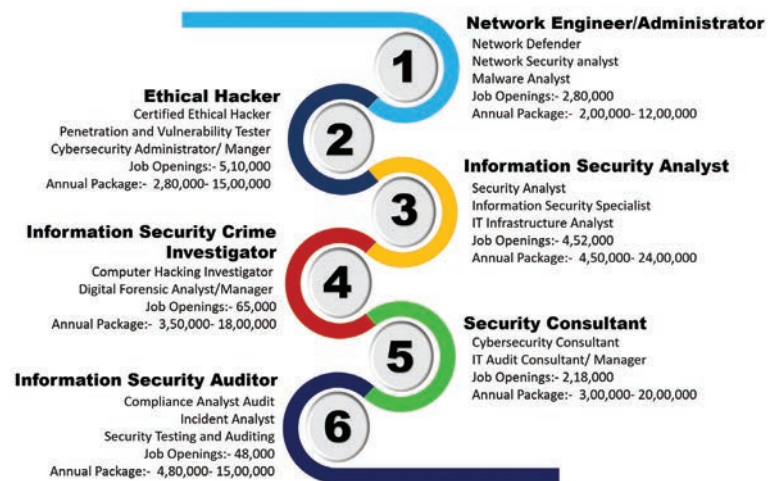 1
Network Engineer/Administrator
Network Defender
Network Security analyst
Malware Analyst
Job Openings:- 2,80,000
Annual Package:- 2,00,000- 12,00,000
2
Ethical Hacker
Certified Ethical Hacker
Penetration and Vulnerability Tester
Cybersecurity Administrator/ Manger
Job Openings:- 5,10,000
Annual Package:- 2,80,000- 15,00,000
3
Information Security Analyst
Security Analyst
Information Security Specialist
IT Infrastructure Analyst
Job Openings:- 4,52,000
Annual Package:- 4,50,000- 24,00,000
4
Information Security Crime
Investigator
Computer Hacking Investigator
Digital Forensic Analyst/Manager
Job Openings:- 65,000
Annual Package:- 3,50,000- 18,00,000
5
Security Consultant
Cybersecurity Consultant
IT Audit Consultant/ Manager
Job Openings:- 2,18,000
Annual Package:- 3,00,000- 20,00,000
6
Information Security Auditor
Compliance Analyst Audit
Incident Analyst
Security Testing and Auditing
Job Openings:- 48,000
Annual Package:- 4,80,000- 15,00,000